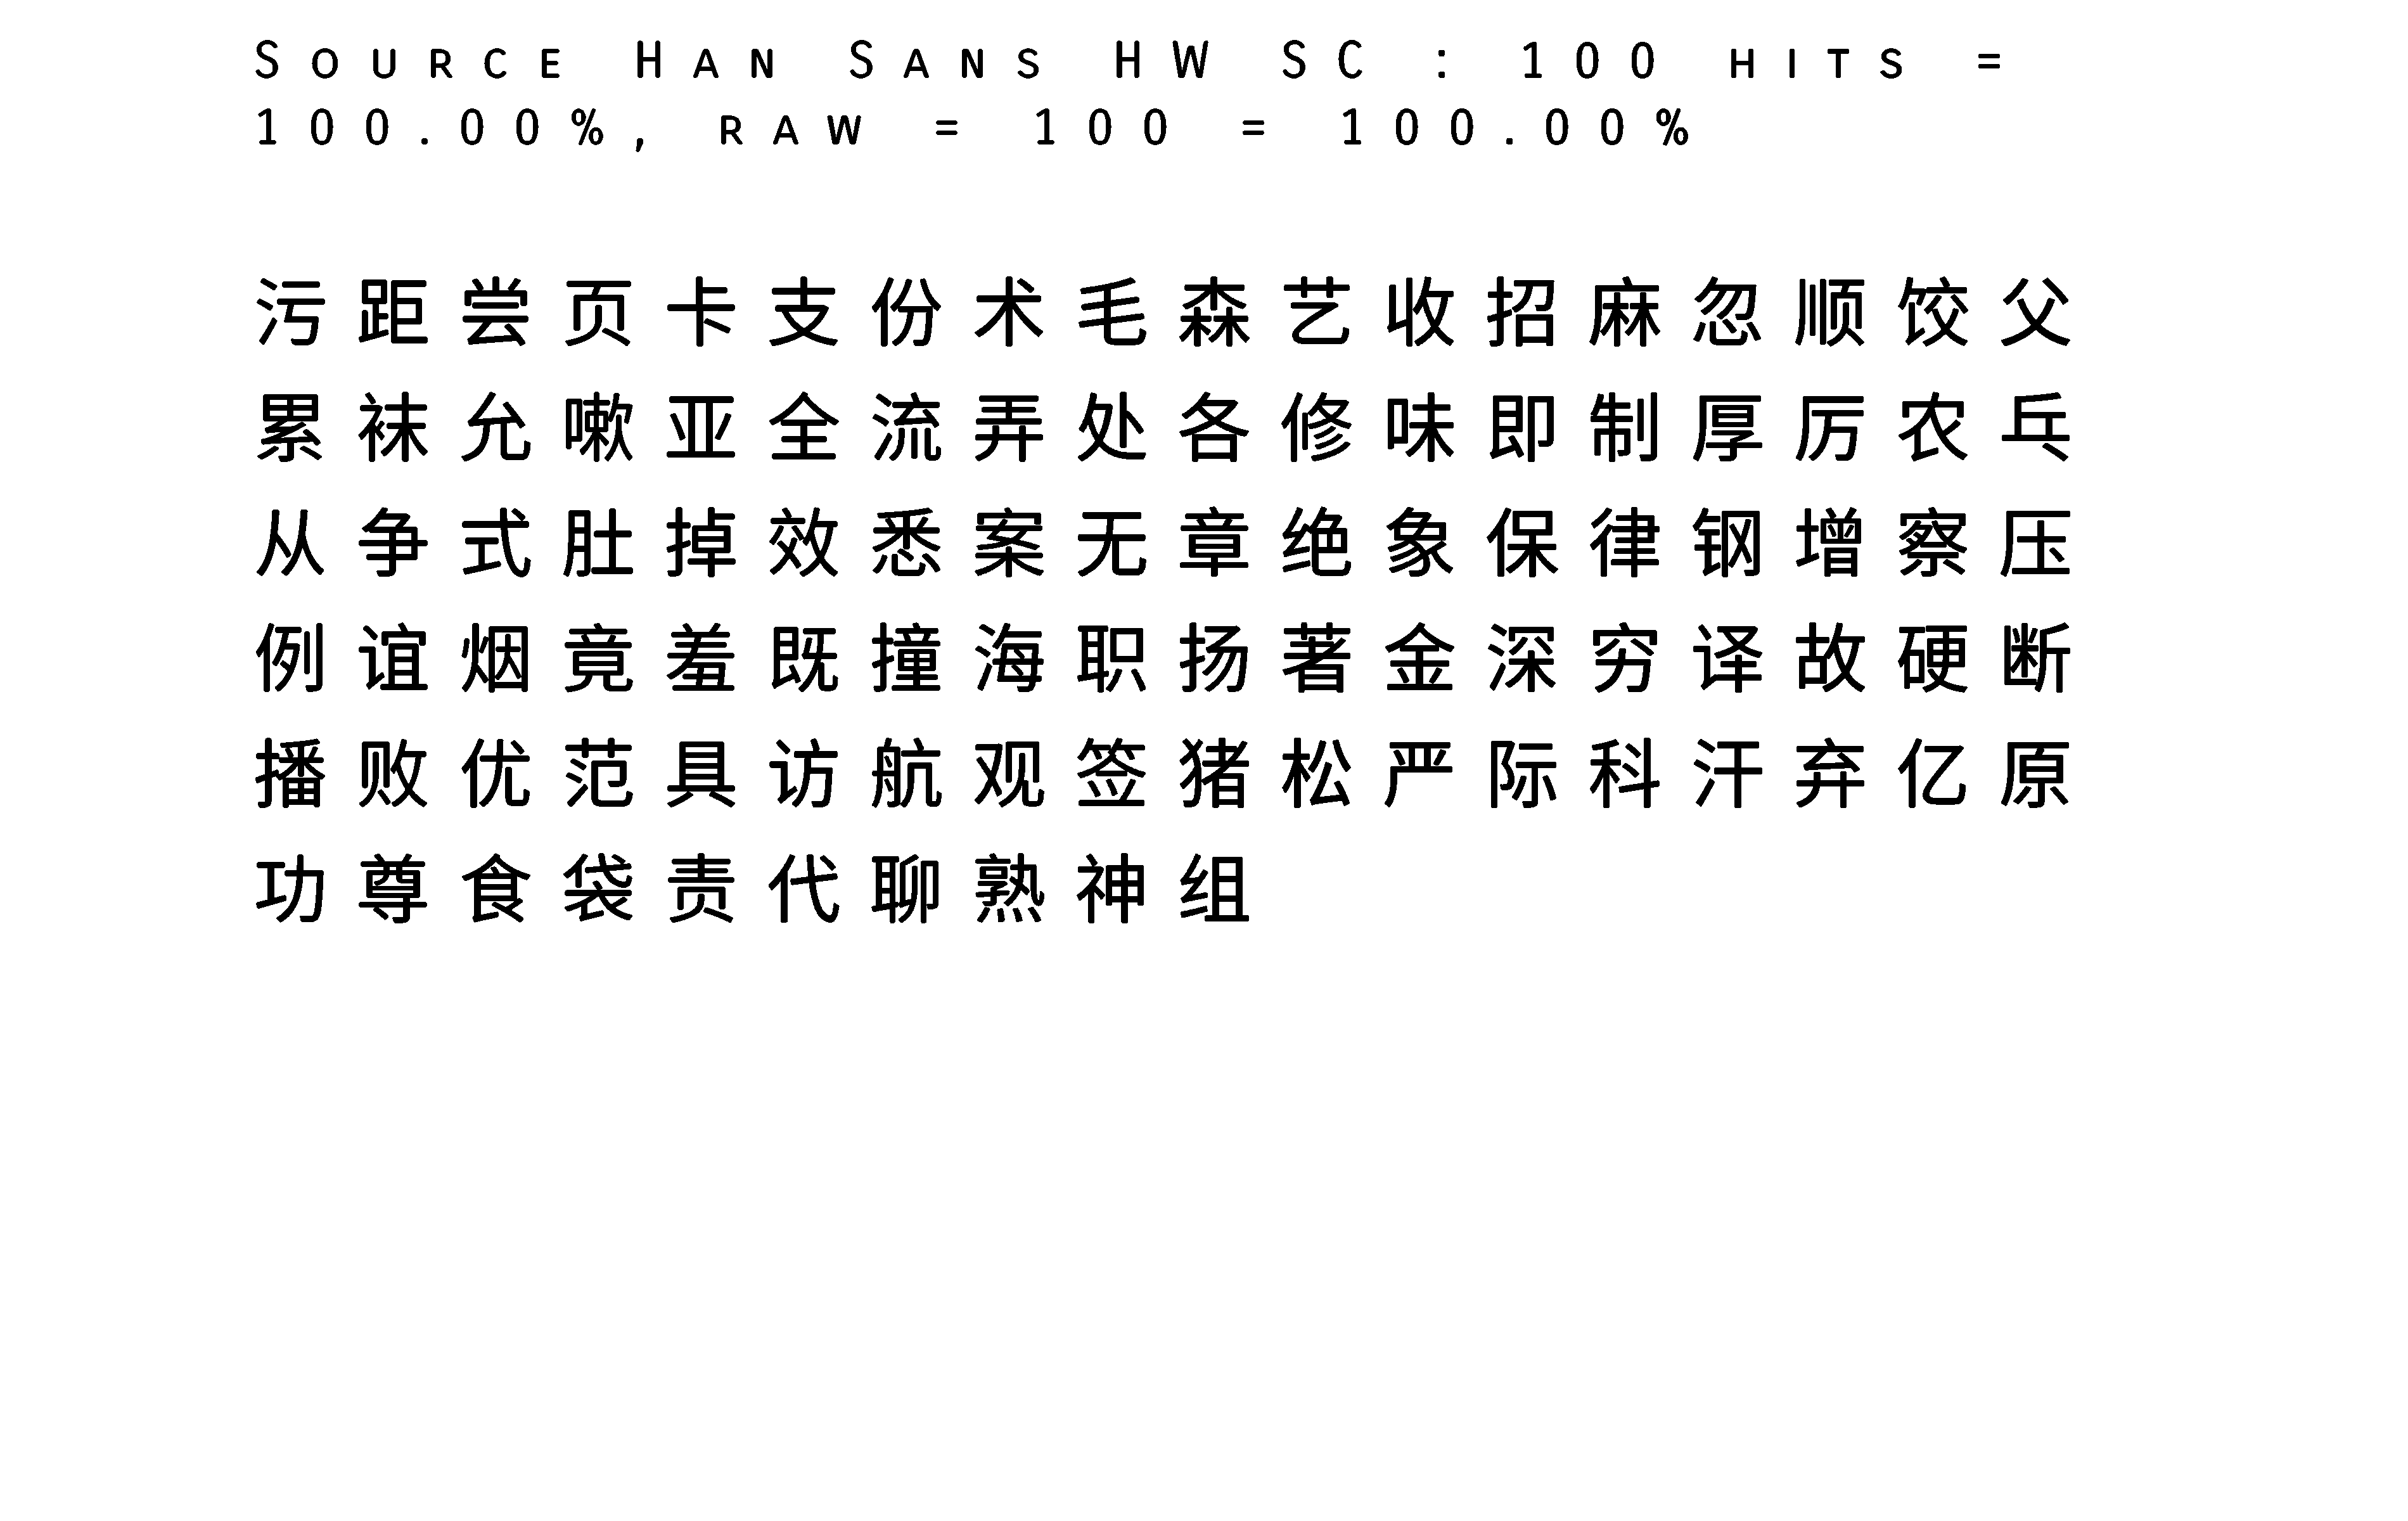 Source Han Sans HW SC : 100 hits =
100.00%, raw = 100 = 100.00%
污距尝页卡支份术毛森艺收招麻忽顺饺父
累袜允嗽亚全流弄处各修味即制厚厉农乓
从争式肚掉效悉案无章绝象保律钢增察压
例谊烟竟羞既撞海职扬著金深穷译故硬断
播败优范具访航观签猪松严际科汗弃亿原
功尊食袋责代聊熟神组